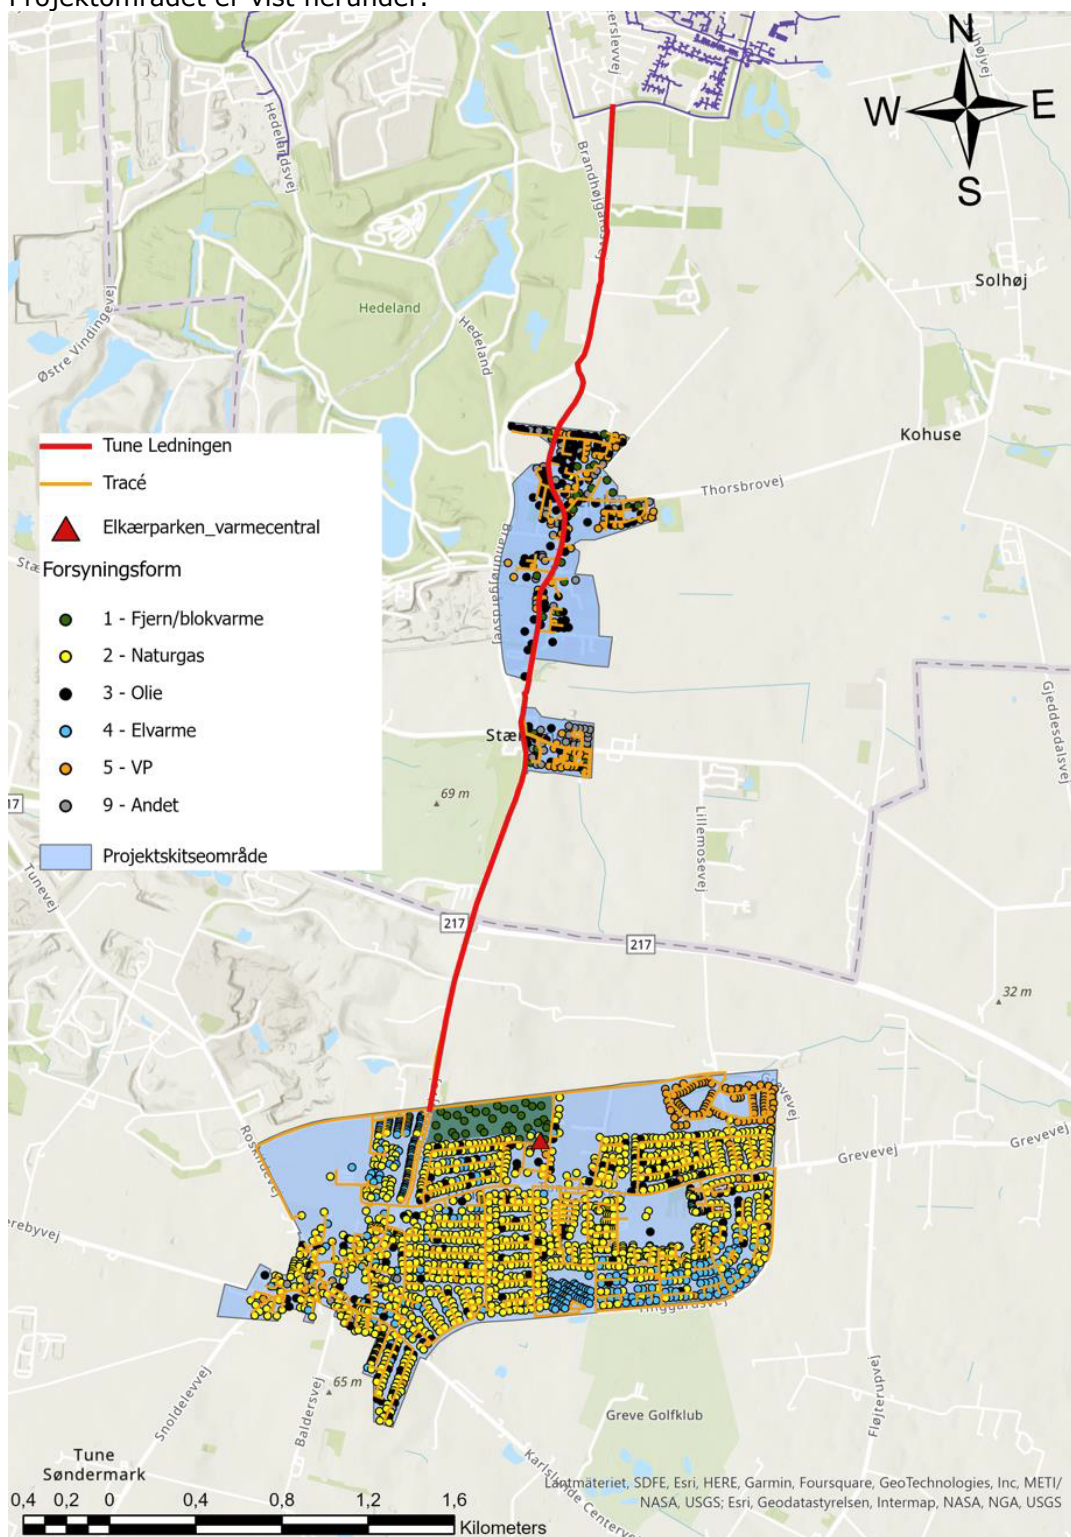 Projektområdet er vist herunder.
N
W
E
S
Hedelandsvej
Solhøj
Hedeland
Hedeland
Østre Vindingevej
Kohuse
Thorsbrovej
Tune Ledningen
Tracé
Elkærparken_varmecentral
Forsyningsform
1 - Fjern/blokvarme
2 - Naturgas
3 - Olie
4 - Elvarme
5 - VP
9 - Andet
Projektskitseområde
Brandhøjgårdsvej
Gjeddesdalsvej
69 m
Lillemosevej
17
Tunevej
217
217
32 m
Grevevej
Grevevej
65 m
Snoldelevvej
Baldersvej
Fløjterupvej
Greve Golfklub
Tune
Søndermark
Karlslunde Centervej
Lantmäteriet, SDFE, Esri, HERE, Garmin, Foursquare, GeoTechnologies, Inc, METI/
NASA, USGS; Esri, Geodatastyrelsen, Intermap, NASA, NGA, USGS
0,4 0,2 0 0,4 0,8 1,2 1,6
Kilometers